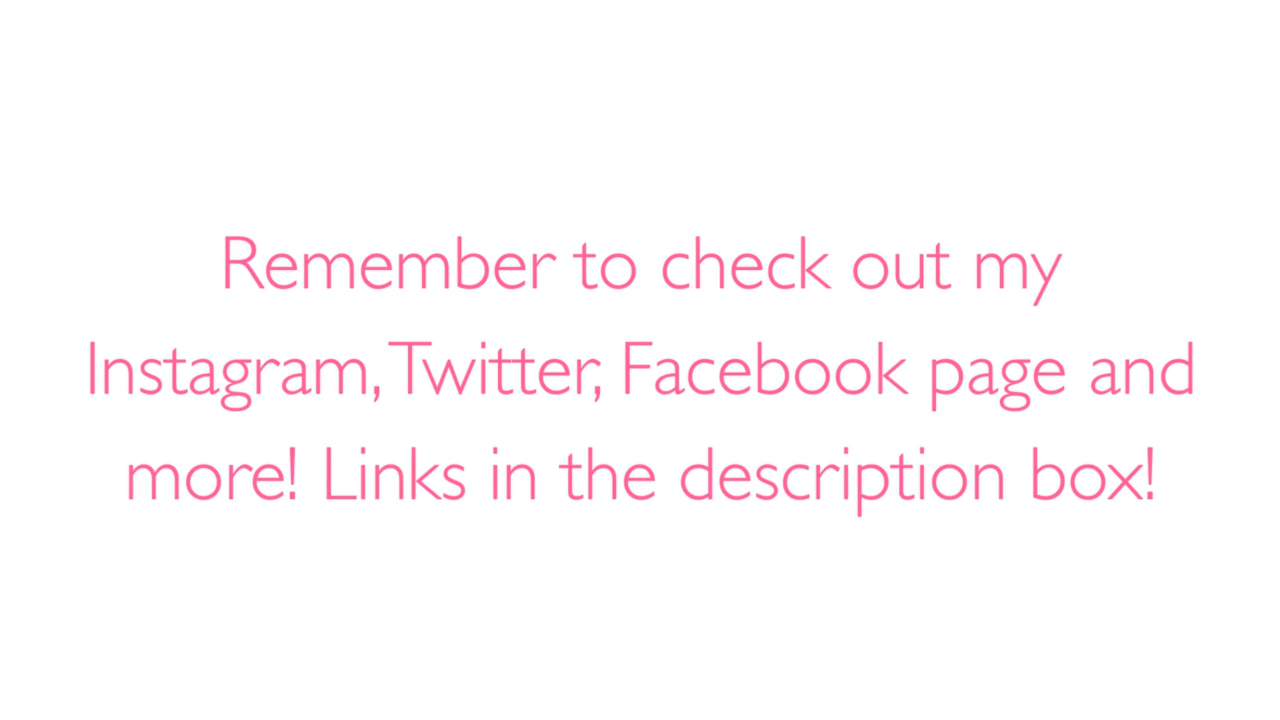 Remember to check out my
Instagram, Twitter, Facebook page and
more! Links in the description box!